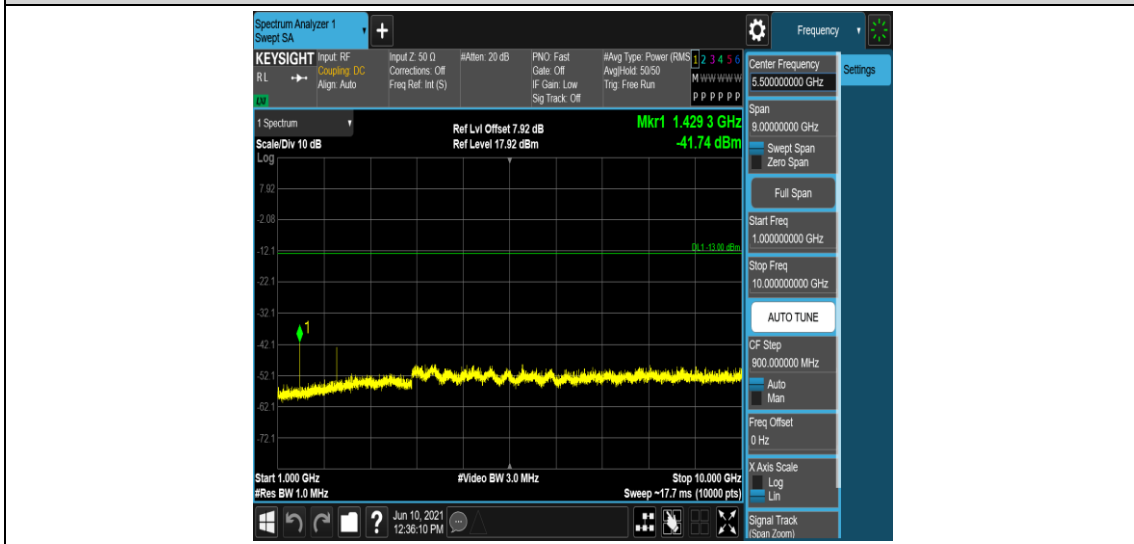 Spectrum Analyzer 1
Swept SA
+
Frequency
KEYSIGHT
Input: RF
Coupling: DC
Align: Auto
Input Z: 50 Ω
Corrections: Off
Freq Ref: Int (S)
#Atten: 20 dB
PNO: Fast
Gate: Off
IF Gain: Low
Sig Track: Off
#Avg Type: Power (RMS
Avg|Hold: 50/50
Trig: Free Run
1 2 3 4 5 6
M W W W W W
P P P P P P
R L
LXI
1 Spectrum
Scale/Div 10 dB
Log
Ref Lvl Offset 7.92 dB
Ref Level 17.92 dBm
Mkr1 1.429 3 GHz
-41.74 dBm
7.92
-2.08
-12.1
-22.1
-32.1
-42.1
-52.1
-62.1
-72.1
DL1 -13.00 dBm
1
Start 1.000 GHz
#Res BW 1.0 MHz
#Video BW 3.0 MHz
Stop 10.000 GHz
Sweep ~17.7 ms (10000 pts)
?
Jun 10, 2021
12:36:10 PM
Center Frequency
5.500000000 GHz
Settings
Span
9.00000000 GHz
Swept Span
Zero Span
Full Span
Start Freq
1.000000000 GHz
Stop Freq
10.000000000 GHz
AUTO TUNE
CF Step
900.000000 MHz
Auto
Man
Freq Offset
0 Hz
X Axis Scale
Log
Lin
Signal Track
(Span Zoom)